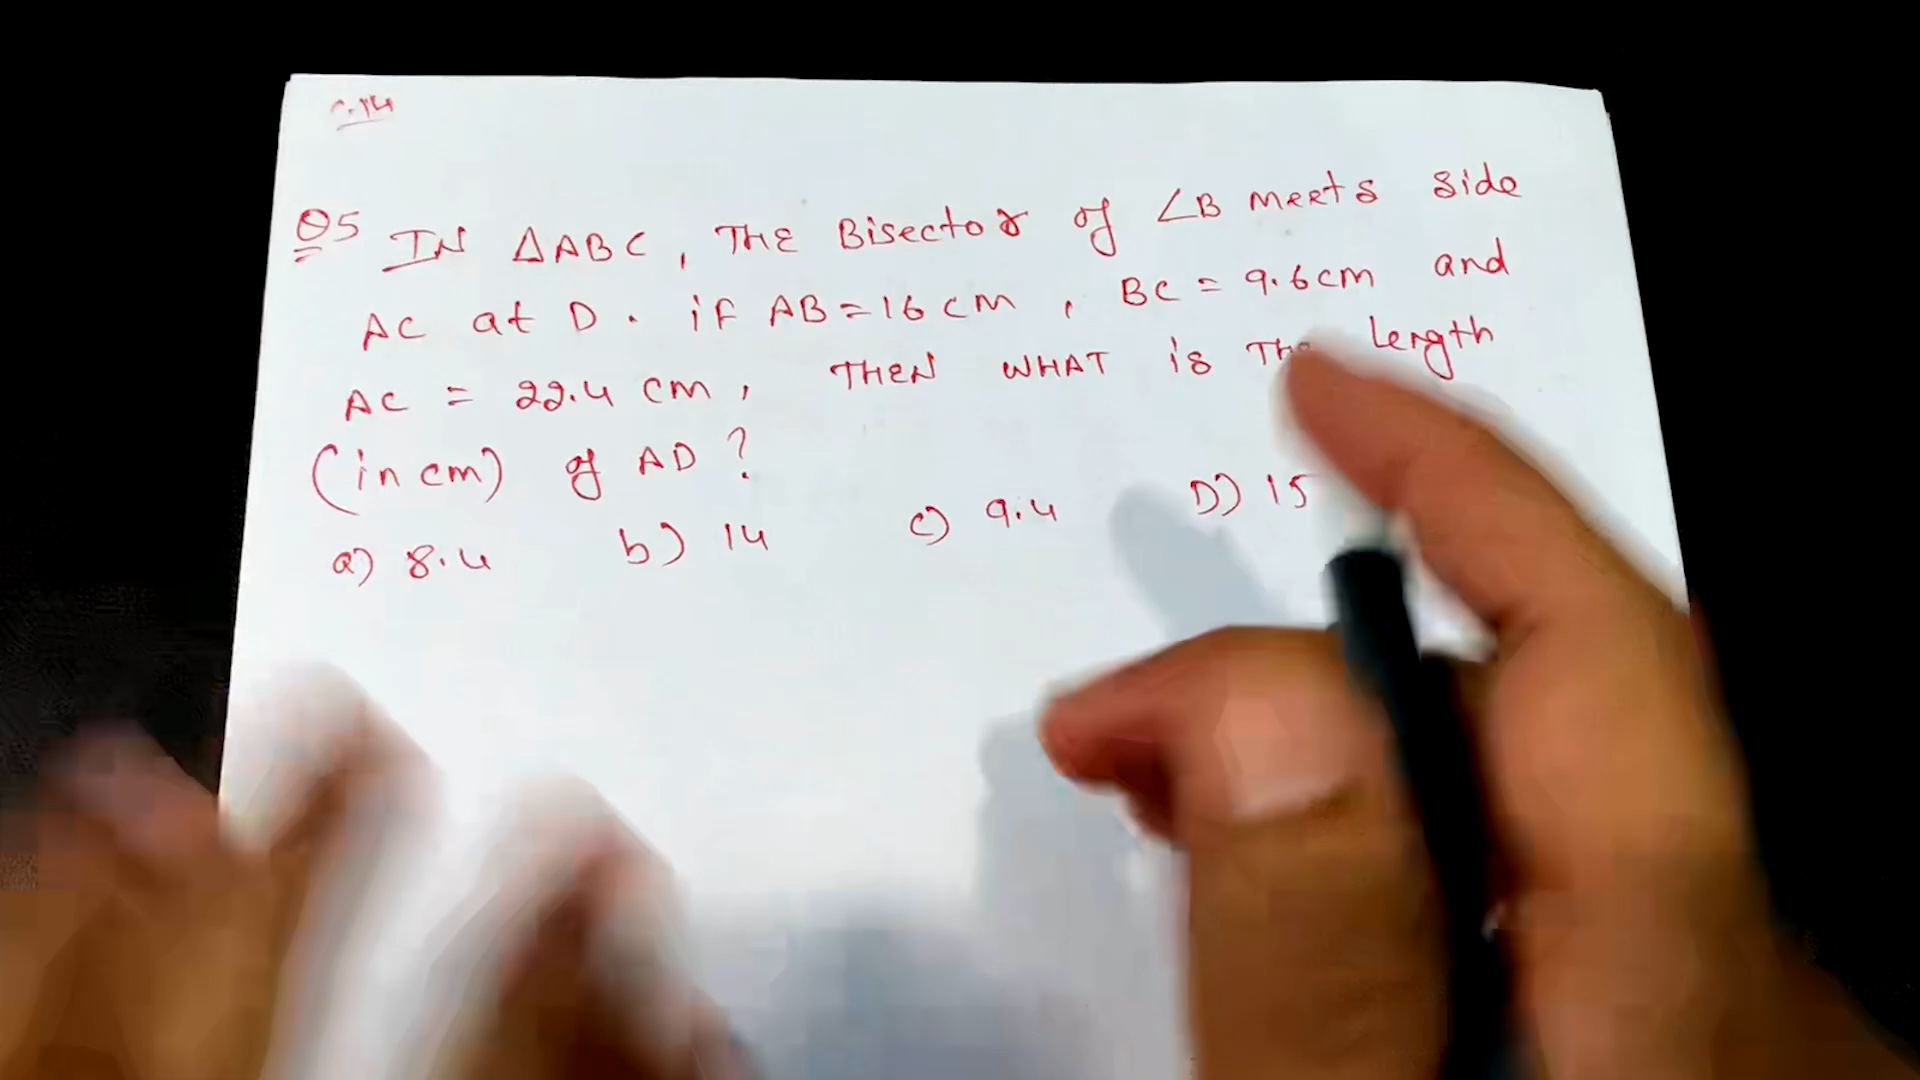 Q5 IN ΔABC, THE Bisector of ∠B meets side
AC at D. if AB=16 cm, BC = 9.6cm and
AC = 22.4 cm, THEN WHAT is The Length
(in cm) of AD?
a) 8.4 b) 14 c) 9.4 D) 15